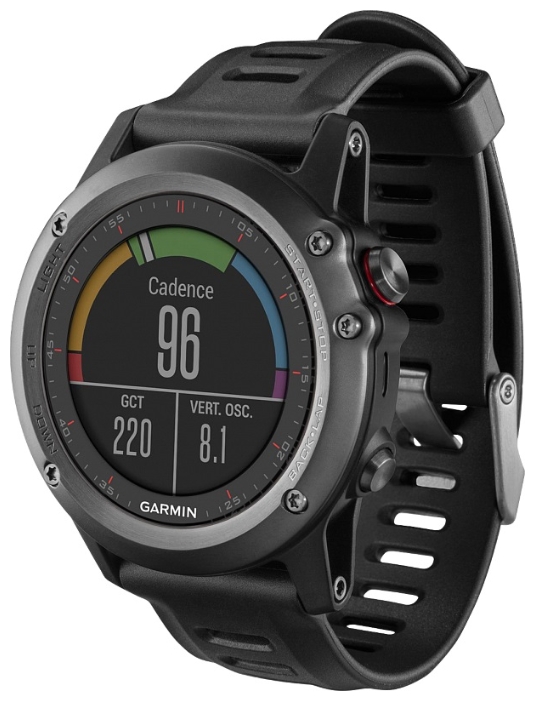 LIGHT
UP
DOWN
START•STOP
BACK•LAP
55
05
50
10
45
15
40
20
35
25
Cadence
96
GCT
220
VERT. OSC.
8.1
GARMIN